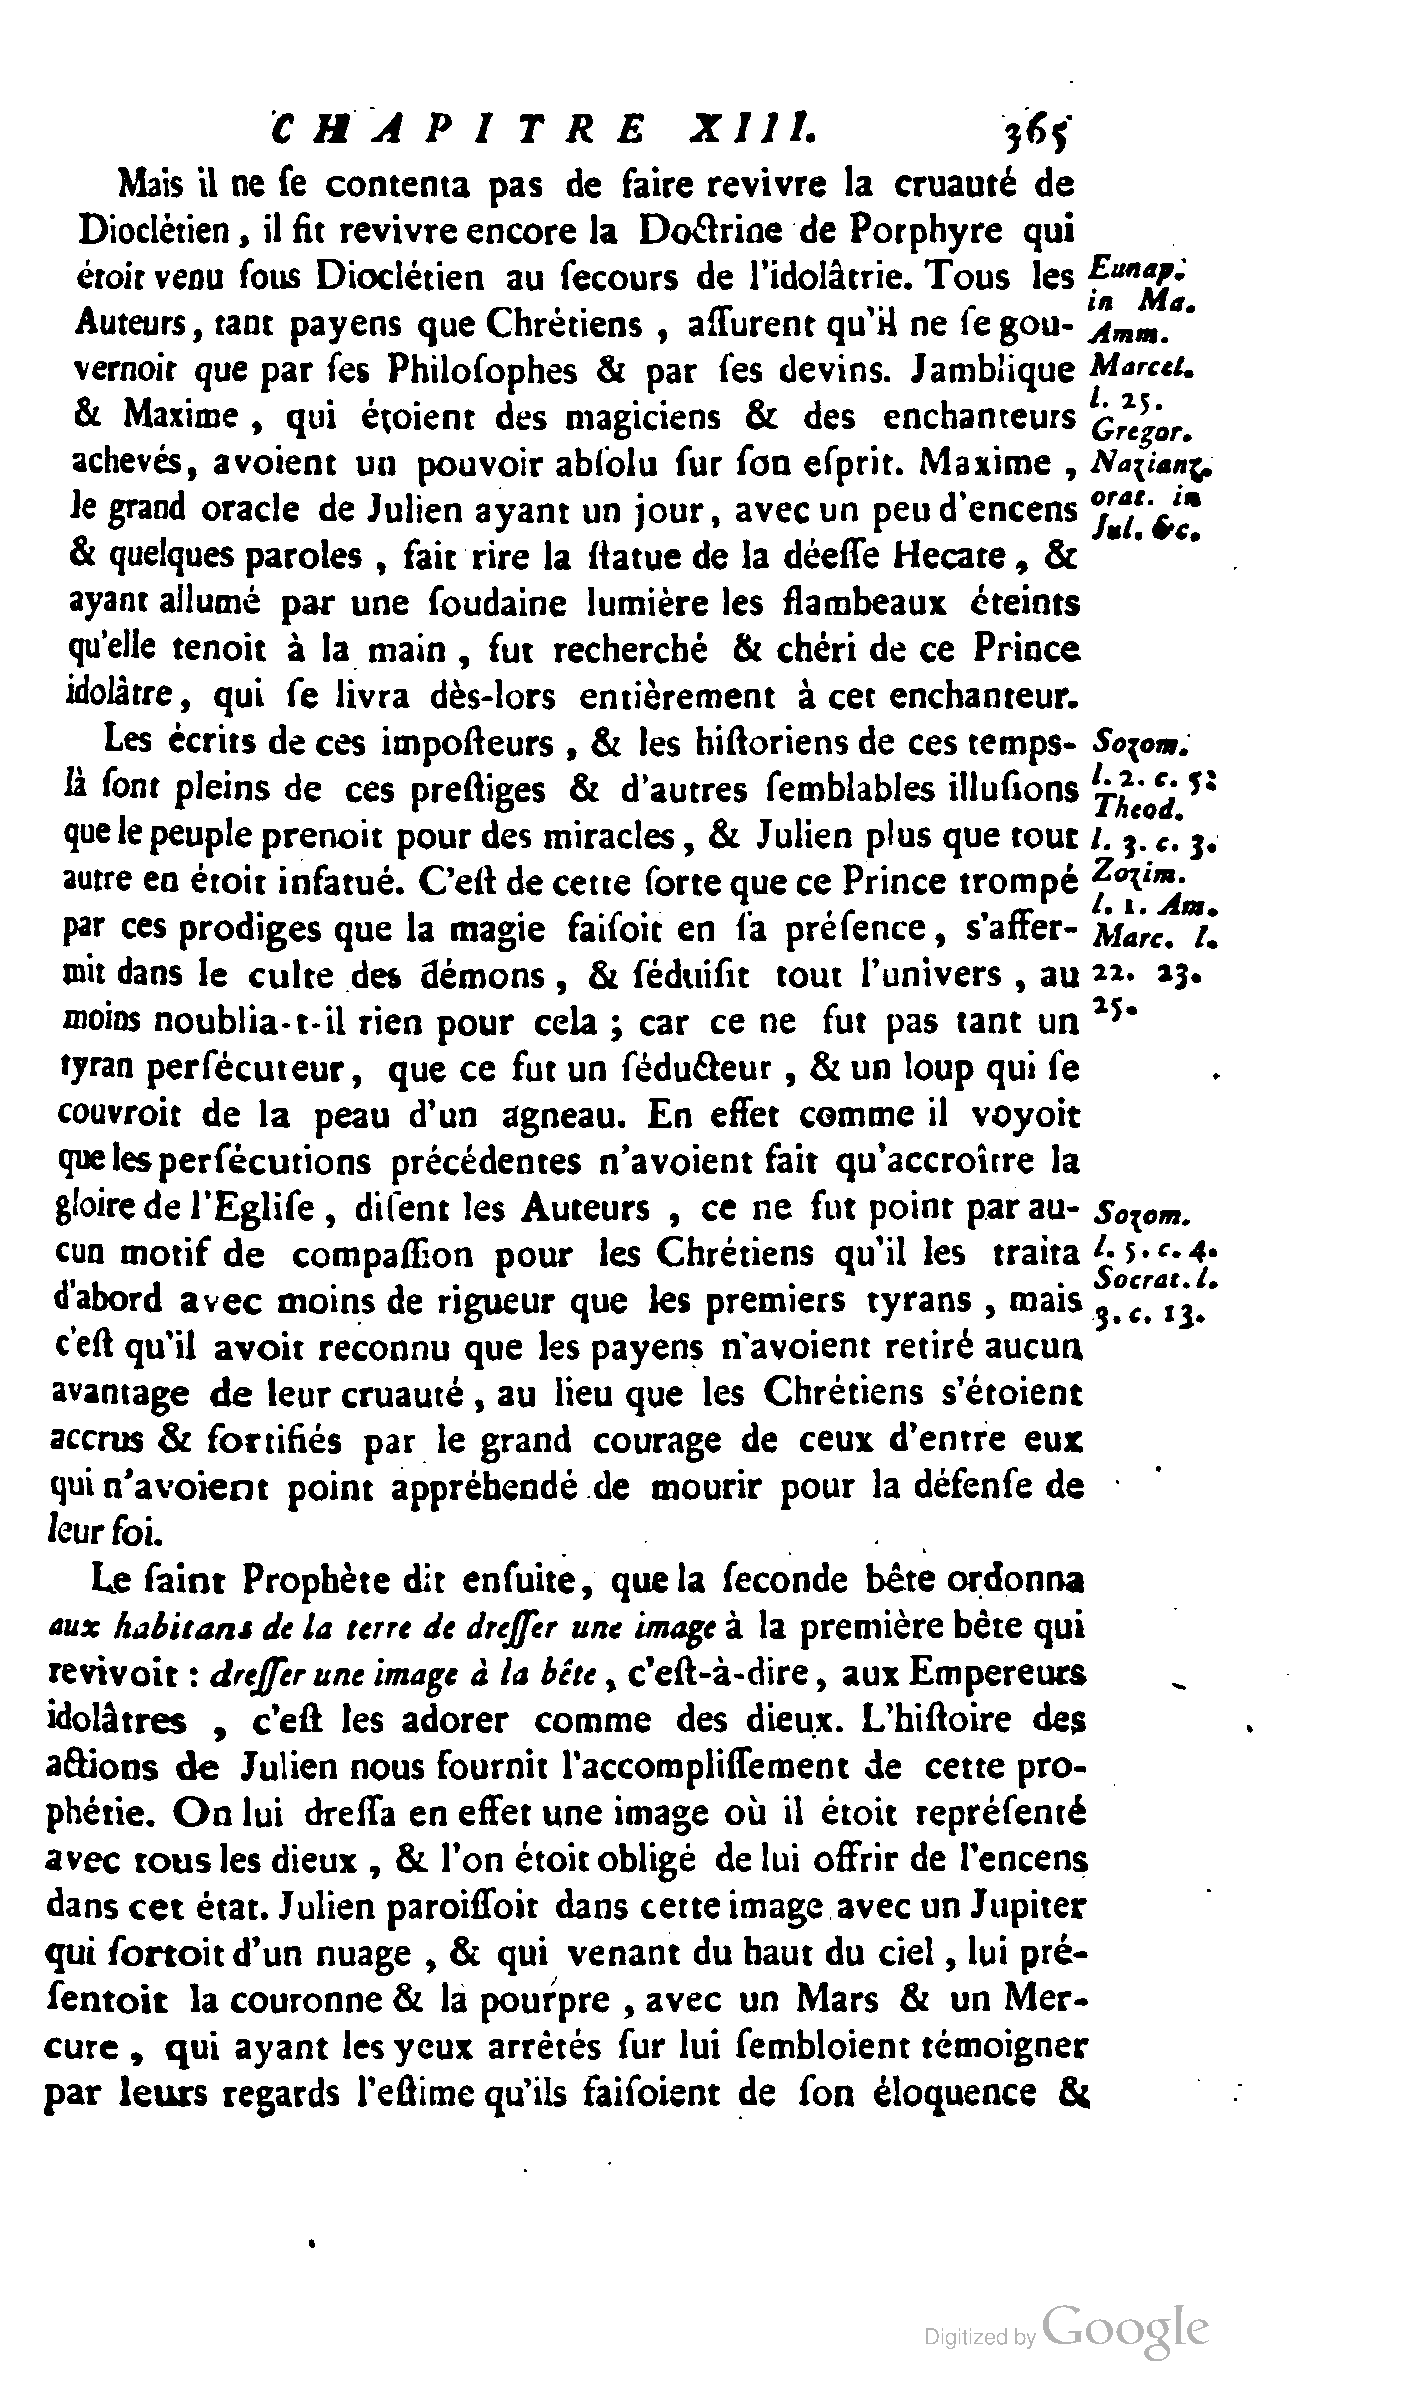 CHAPITRE XIII. 365
Mais il ne ſe contenta pas de faire revivre la cruauté de
Dioclétien, il fit revivre encore la Doctrine de Porphyre qui
étoit venu ſous Dioclétien au ſecours de l'idolâtrie. Tous les
Auteurs, tant payens que Chrétiens, aſſurent qu'il ne ſe gou-
vernoit que par ſes Philoſophes & par ſes devins. Jamblique
& Maxime, qui étoient des magiciens & des enchanteurs
achevés, avoient un pouvoir abſolu ſur ſon eſprit. Maxime,
le grand oracle de Julien ayant un jour, avec un peu d'encens
& quelques paroles, fait rire la ſtatue de la déeſſe Hecate, &
ayant allumé par une ſoudaine lumière les flambeaux éteints
qu'elle tenoit à la main, fut recherché & chéri de ce Prince
idolâtre, qui ſe livra dès-lors entièrement à cet enchanteur.
Eunap.
in Ma.
Amm.
Marcel.
l. 25.
Gregor.
Nazianz.
orat. in
Jul. &c.
Les écrits de ces impoſteurs, & les hiſtoriens de ces temps-
là ſont pleins de ces preſtiges & d'autres ſemblables illuſions
que le peuple prenoit pour des miracles, & Julien plus que tout
autre en étoit infatué. C'eſt de cette ſorte que ce Prince trompé
par ces prodiges que la magie faiſoit en ſa préſence, s'affer-
mit dans le culte des démons, & ſéduiſit tout l'univers, au
moins noublia-t-il rien pour cela; car ce ne fut pas tant un
tyran perſécuteur, que ce fut un ſéducteur, & un loup qui ſe
couvroit de la peau d'un agneau. En effet comme il voyoit
que les perſécutions précédentes n'avoient fait qu'accroître la
gloire de l'Egliſe, diſent les Auteurs, ce ne fut point par au-
cun motif de compaſſion pour les Chrétiens qu'il les traita
d'abord avec moins de rigueur que les premiers tyrans, mais
c'eſt qu'il avoit reconnu que les payens n'avoient retiré aucun
avantage de leur cruauté, au lieu que les Chrétiens s'étoient
accrus & fortifiés par le grand courage de ceux d'entre eux
qui n'avoient point appréhendé de mourir pour la défenſe de
leur foi.
Sozom.
l. 2. c. 5.
Theod.
l. 3. c. 3.
Zozim.
l. 1. Am.
Marc. l.
22. 23.
25.
Sozom.
l. 5. c. 4.
Socrat. l.
3. c. 13.
Le ſaint Prophète dit enſuite, que la ſeconde bête ordonna
aux habitans de la terre de dreſſer une image à la première bête qui
revivoit : dreſſer une image à la bête, c'eſt-à-dire, aux Empereurs
idolâtres, c'eſt les adorer comme des dieux. L'hiſtoire des
actions de Julien nous fournit l'accompliſſement de cette pro-
phétie. On lui dreſſa en effet une image où il étoit repréſenté
avec tous les dieux, & l'on étoit obligé de lui offrir de l'encens
dans cet état. Julien paroiſſoit dans cette image avec un Jupiter
qui ſortoit d'un nuage, & qui venant du haut du ciel, lui pré-
ſentoit la couronne & la pourpre, avec un Mars & un Mer-
cure, qui ayant les yeux arrêtés ſur lui ſembloient témoigner
par leurs regards l'eſtime qu'ils faiſoient de ſon éloquence &
Digitized by Google